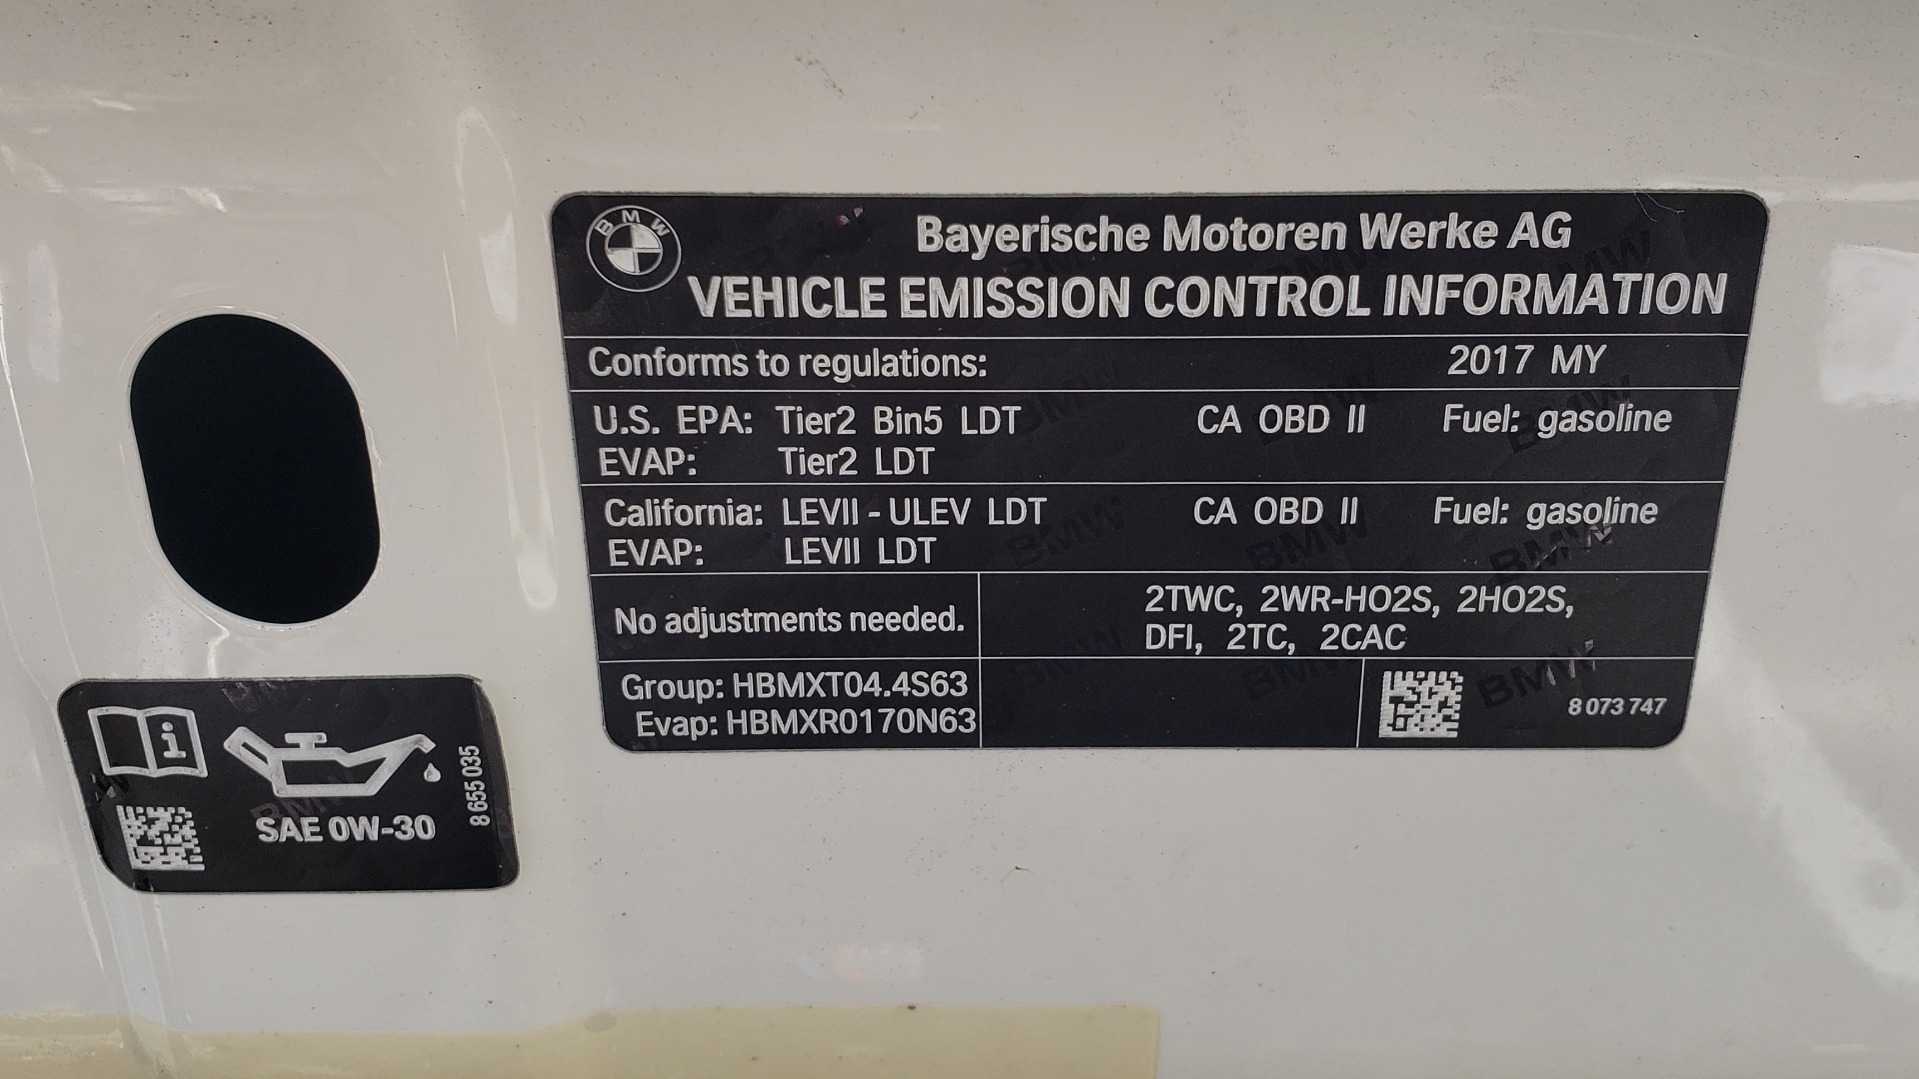 BMW
Bayerische Motoren Werke AG
VEHICLE EMISSION CONTROL INFORMATION
Conforms to regulations: 2017 MY
U.S. EPA: Tier2 Bin5 LDT CA OBD II Fuel: gasoline
EVAP: Tier2 LDT
California: LEVII - ULEV LDT CA OBD II Fuel: gasoline
EVAP: LEVII LDT
No adjustments needed.
2TWC, 2WR-HO2S, 2HO2S,
DFI, 2TC, 2CAC
Group: HBMXT04.4S63
Evap: HBMXR0170N63
8 073 747
i
SAE 0W-30
8 655 035